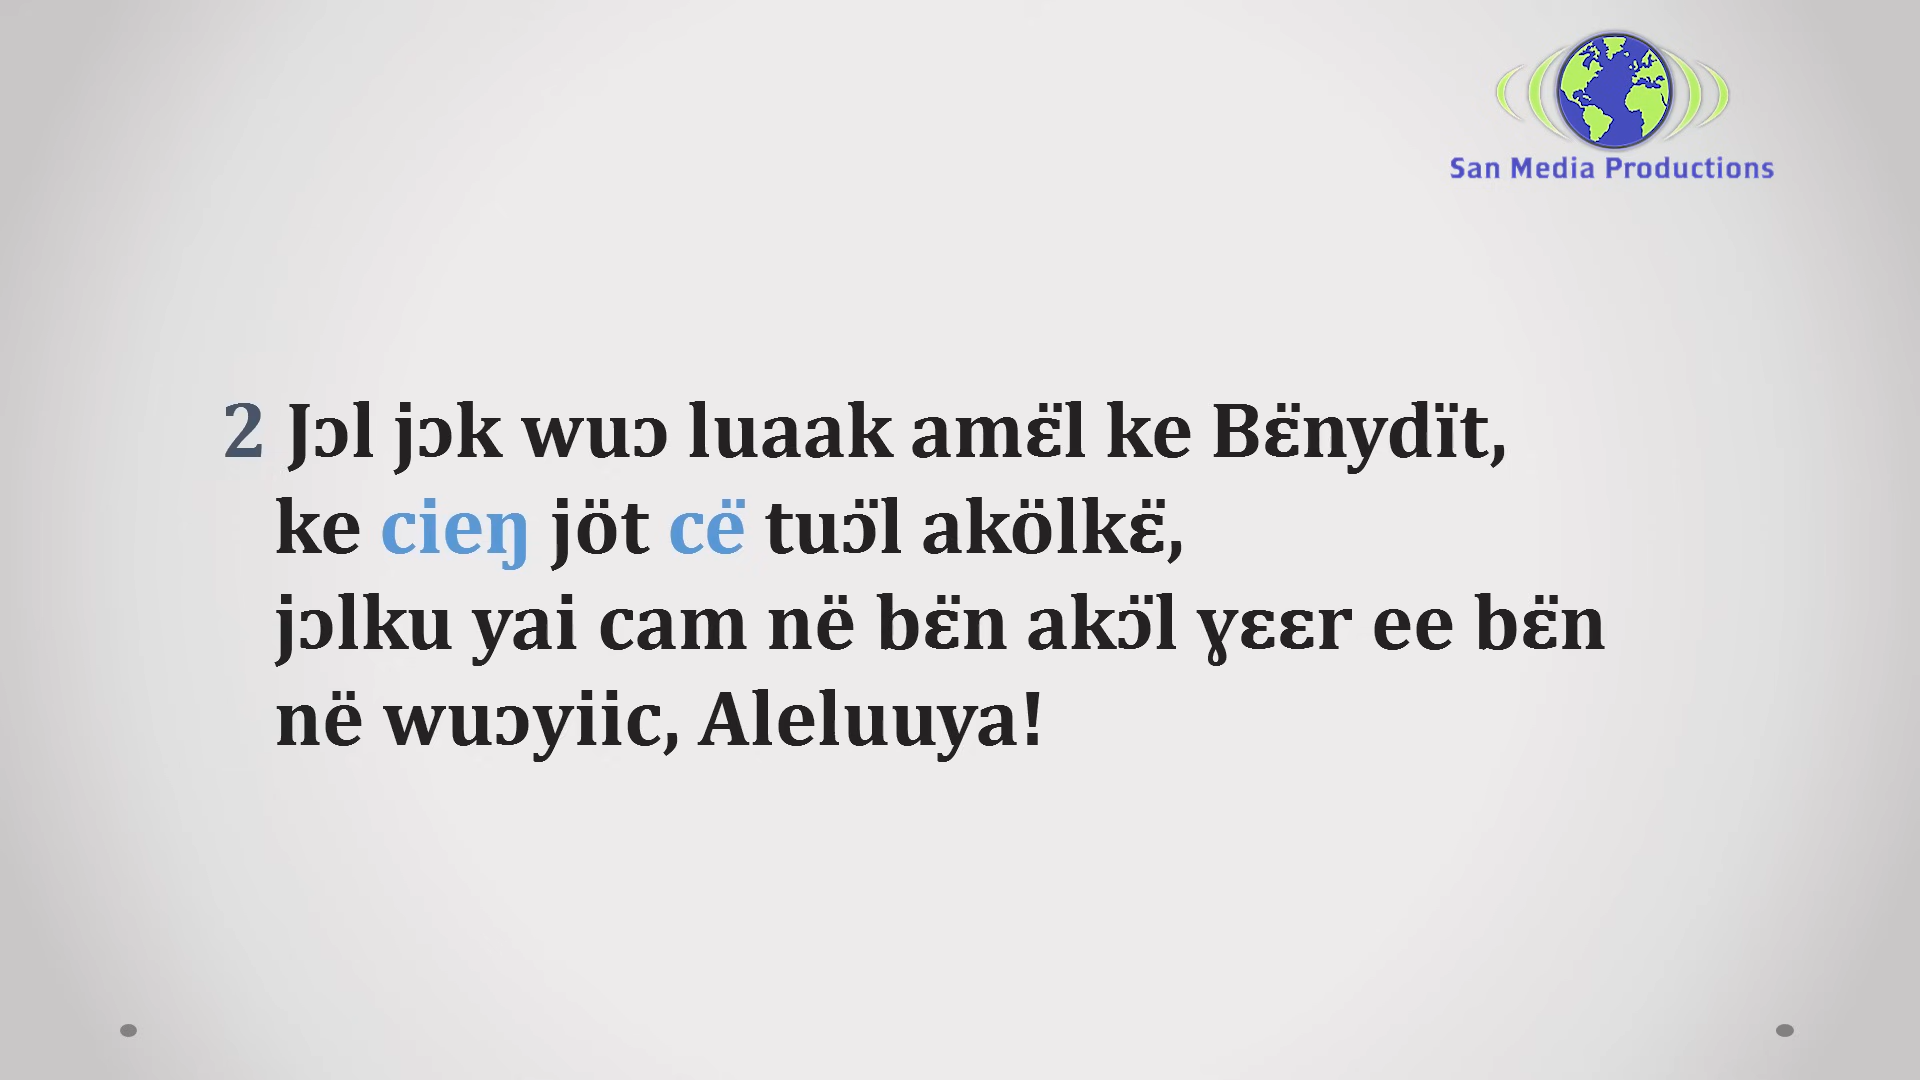 San Media Productions
2 Jɔl jɔk wuɔ luaak amɛ̈l ke Bɛ̈nydït,
ke cieŋ jöt cë tuɔ̈l akölkɛ̈,
jɔlku yai cam në bɛ̈n akɔ̈l ɣɛɛr ee bɛ̈n
në wuɔyiic, Aleluuya!